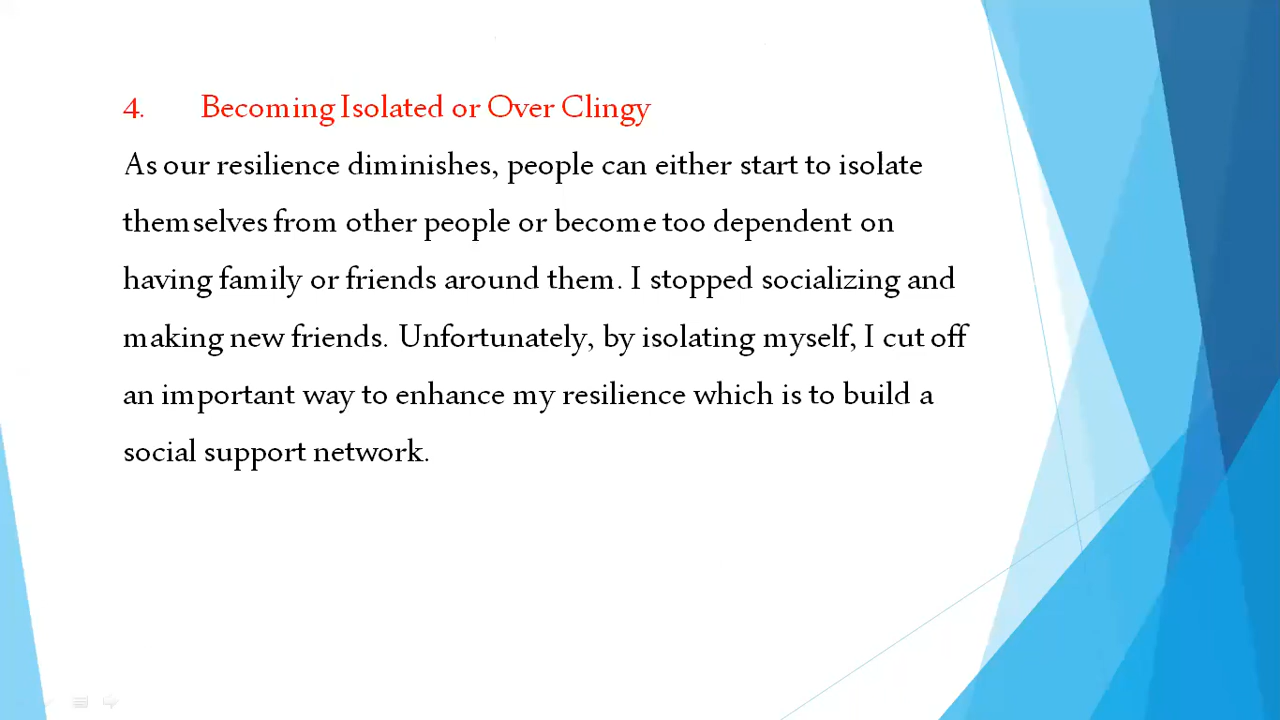 4. Becoming Isolated or Over Clingy
As our resilience diminishes, people can either start to isolate
themselves from other people or become too dependent on
having family or friends around them. I stopped socializing and
making new friends. Unfortunately, by isolating myself, I cut off
an important way to enhance my resilience which is to build a
social support network.